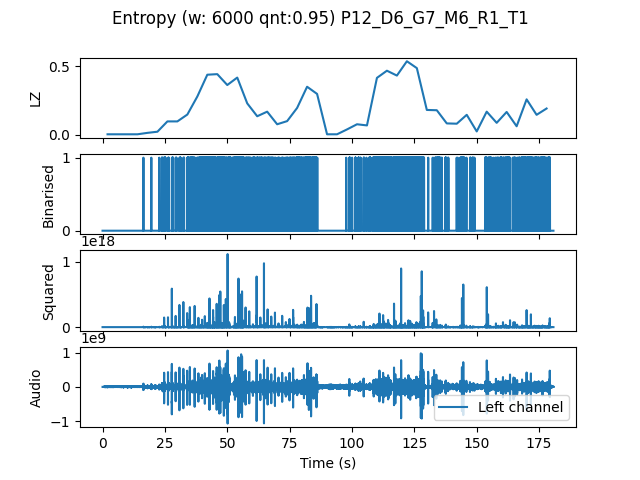 Entropy (w: 6000 qnt:0.95) P12_D6_G7_M6_R1_T1
0.5
LZ
0.0
1
Binarised
0
1e18
1
Squared
0
1e9
1
Audio
0
−1
Left channel
0 25 50 75 100 125 150 175
Time (s)